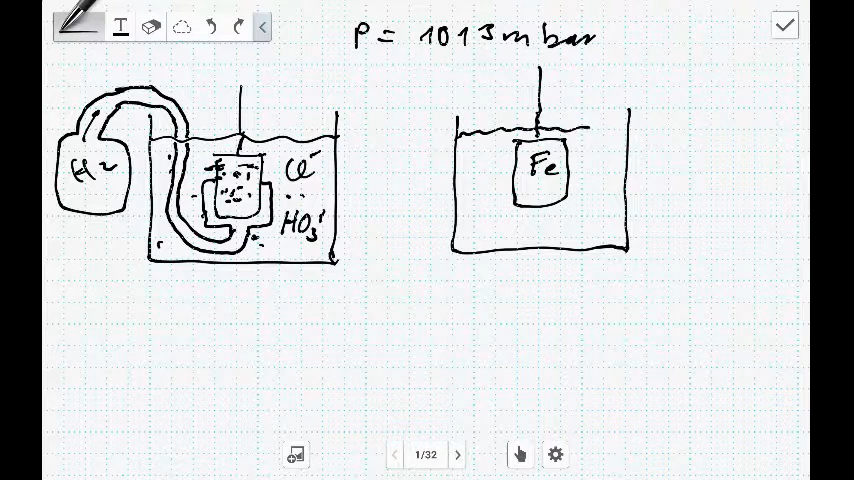 T
P = 1013 mbar
H2
Cl⁻
HO3⁻
Fe
1/32